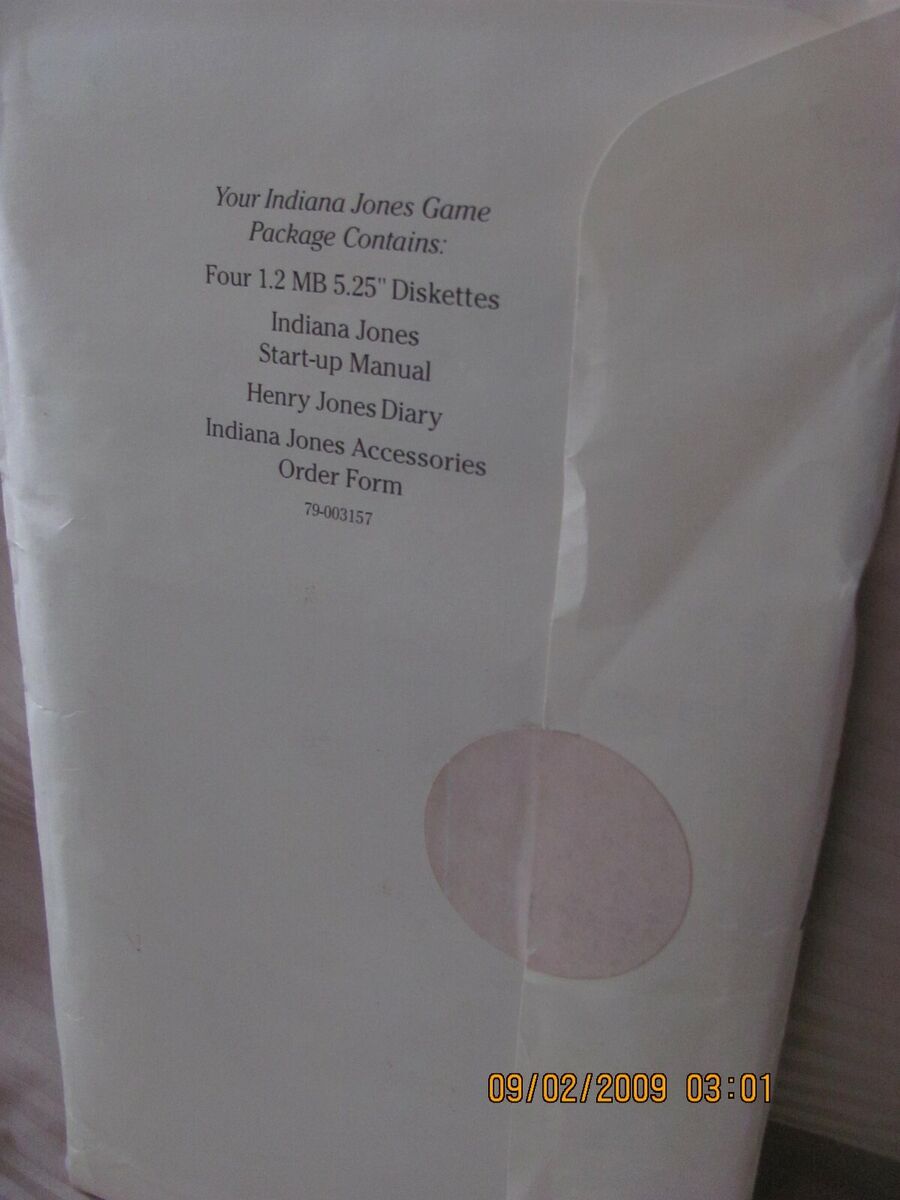 Your Indiana Jones Game
Package Contains:
Four 1.2 MB 5.25" Diskettes
Indiana Jones
Start-up Manual
Henry Jones Diary
Indiana Jones Accessories
Order Form
79-003157
09/02/2009 03:01